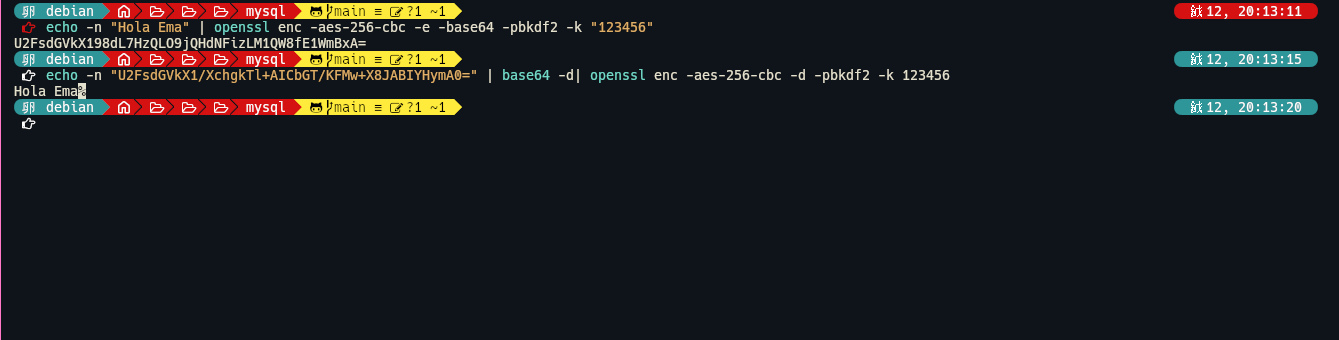 debian mysql main ≡ ?1 ~1 12, 20:13:11
echo -n "Hola Ema" | openssl enc -aes-256-cbc -e -base64 -pbkdf2 -k "123456"
U2FsdGVkX198dL7HzQLO9jQHdNFizLM1QW8fE1WmBxA=
debian mysql main ≡ ?1 ~1 12, 20:13:15
echo -n "U2FsdGVkX1/XchgkTl+AICbGT/KFMw+X8JABIYHymA0=" | base64 -d| openssl enc -aes-256-cbc -d -pbkdf2 -k 123456
Hola Ema%
debian mysql main ≡ ?1 ~1 12, 20:13:20